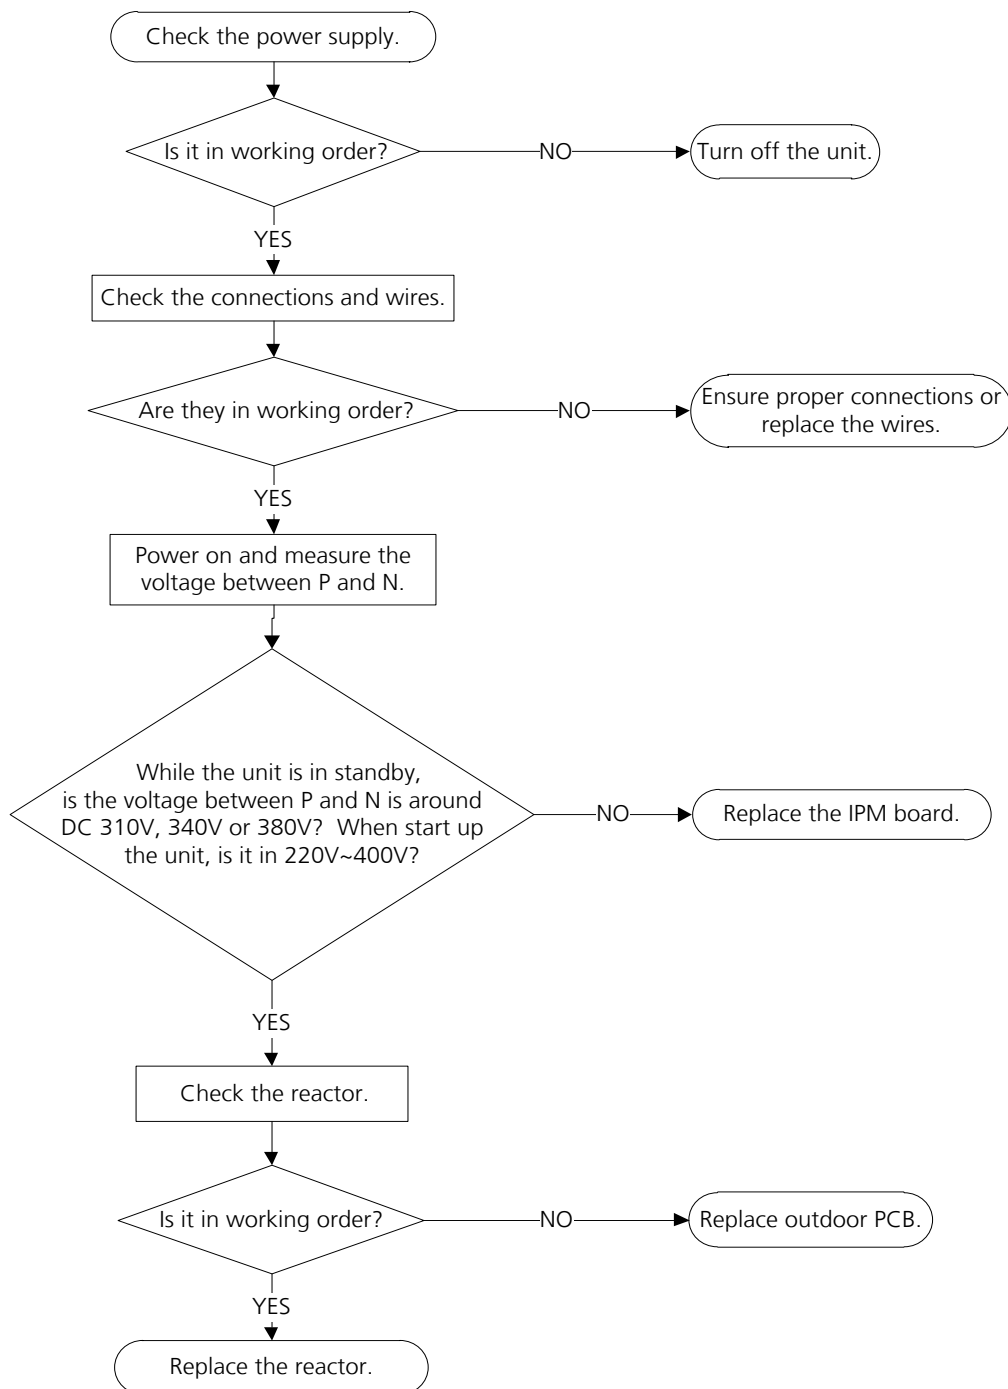 Check the power supply.
Is it in working order?
NO
Turn off the unit.
YES
Check the connections and wires.
Are they in working order?
NO
Ensure proper connections or
replace the wires.
YES
Power on and measure the
voltage between P and N.
While the unit is in standby,
is the voltage between P and N is around
DC 310V, 340V or 380V? When start up
the unit, is it in 220V~400V?
NO
Replace the IPM board.
YES
Check the reactor.
Is it in working order?
NO
Replace outdoor PCB.
YES
Replace the reactor.